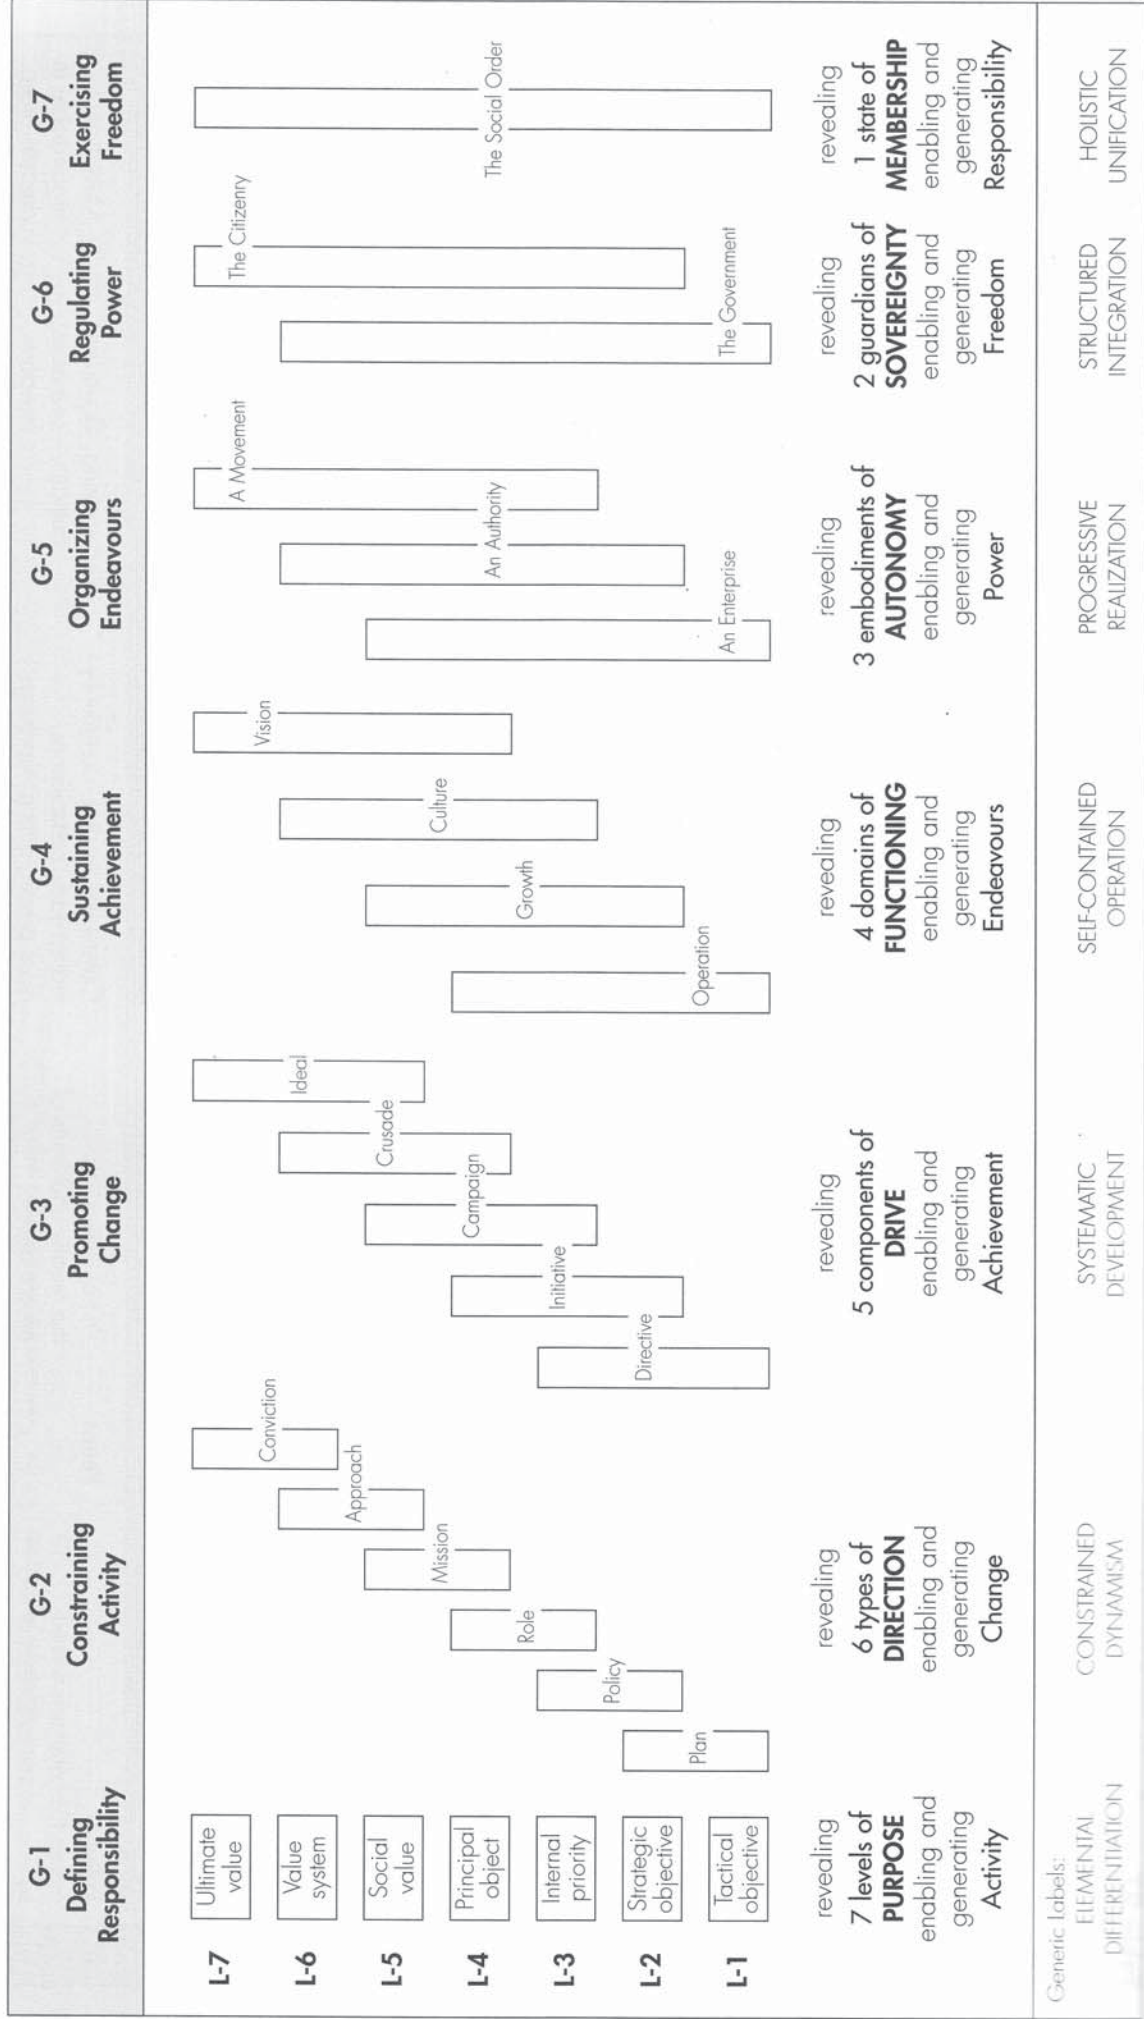 G-1
Defining
Responsibility
G-2
Constraining
Activity
G-3
Promoting
Change
G-4
Sustaining
Achievement
G-5
Organizing
Endeavours
G-6
Regulating
Power
G-7
Exercising
Freedom
L-7
Ultimate
value
L-6
Value
system
L-5
Social
value
L-4
Principal
object
L-3
Internal
priority
L-2
Strategic
objective
L-1
Tactical
objective
Conviction
Approach
Mission
Role
Policy
Plan
Ideal
Crusade
Campaign
Initiative
Directive
Vision
Culture
Growth
Operation
A Movement
An Authority
An Enterprise
The Citizenry
The Government
The Social Order
revealing
7 levels of
PURPOSE
enabling and
generating
Activity
revealing
6 types of
DIRECTION
enabling and
generating
Change
revealing
5 components of
DRIVE
enabling and
generating
Achievement
revealing
4 domains of
FUNCTIONING
enabling and
generating
Endeavours
revealing
3 embodiments of
AUTONOMY
enabling and
generating
Power
revealing
2 guardians of
SOVEREIGNTY
enabling and
generating
Freedom
revealing
1 state of
MEMBERSHIP
enabling and
generating
Responsibility
Generic Labels:
ELEMENTAL
DIFFERENTIATION
CONSTRAINED
DYNAMISM
SYSTEMATIC
DEVELOPMENT
SELF-CONTAINED
OPERATION
PROGRESSIVE
REALIZATION
STRUCTURED
INTEGRATION
HOLISTIC
UNIFICATION